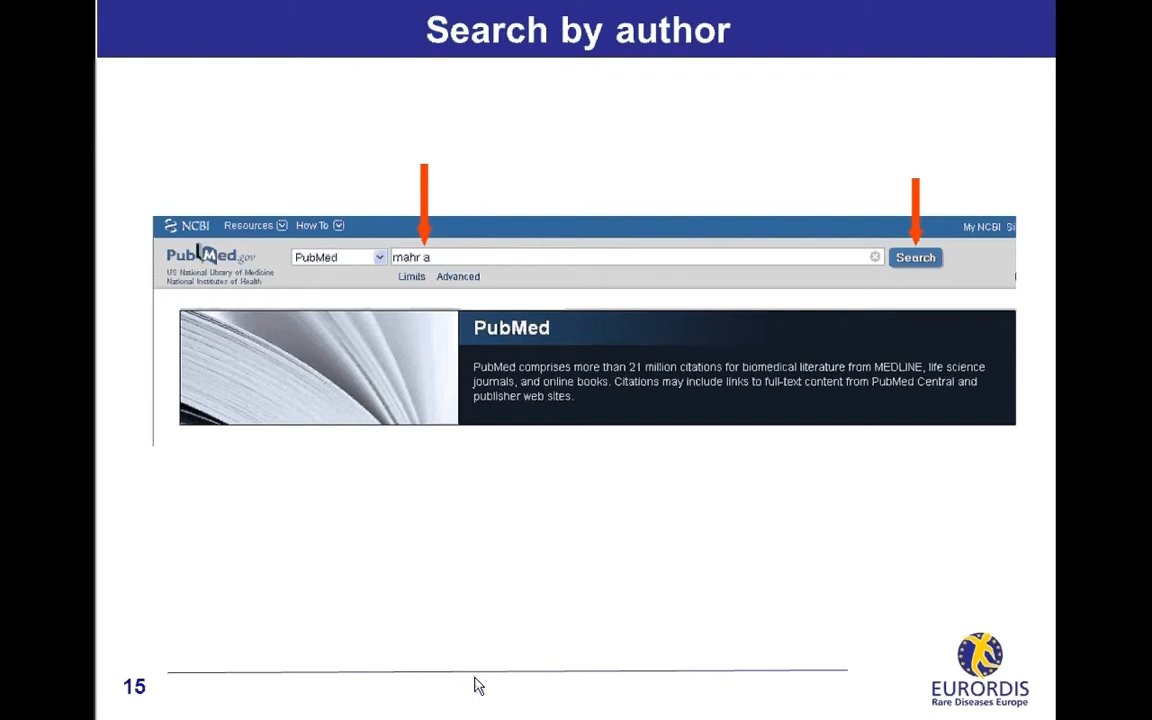 Search by author
NCBI Resources How To My NCBI
PubMed.gov PubMed mahr a Search
US National Library of Medicine
National Institutes of Health
Limits Advanced
PubMed
PubMed comprises more than 21 million citations for biomedical literature from MEDLINE, life science
journals, and online books. Citations may include links to full-text content from PubMed Central and
publisher web sites.
15
EURORDIS
Rare Diseases Europe